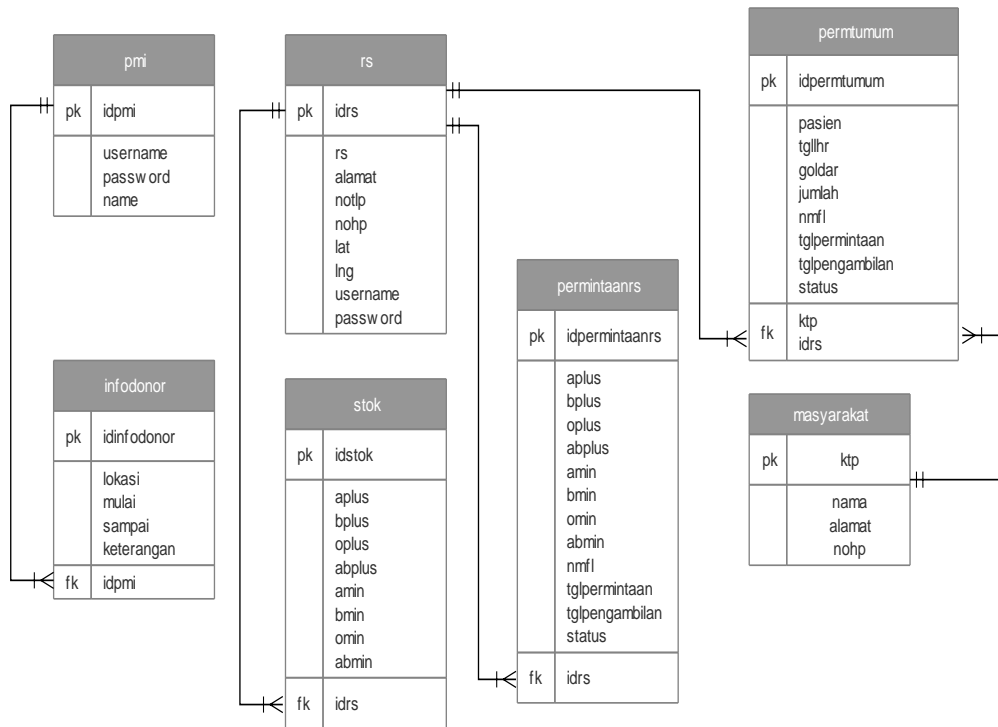 pmi
pk idpmi
username
password
name
rs
pk idrs
rs
alamat
notlp
nohp
lat
lng
username
password
permtumum
pk idpermtumum
pasien
tgllhr
goldar
jumlah
nmfl
tglpermintaan
tglpengambilan
status
fk ktp
idrs
infodonor
pk idinfodonor
lokasi
mulai
sampai
keterangan
fk idpmi
stok
pk idstok
aplus
bplus
oplus
abplus
amin
bmin
omin
abmin
fk idrs
permintaanrs
pk idpermintaanrs
aplus
bplus
oplus
abplus
amin
bmin
omin
abmin
nmfl
tglpermintaan
tglpengambilan
status
fk idrs
masyarakat
pk ktp
nama
alamat
nohp